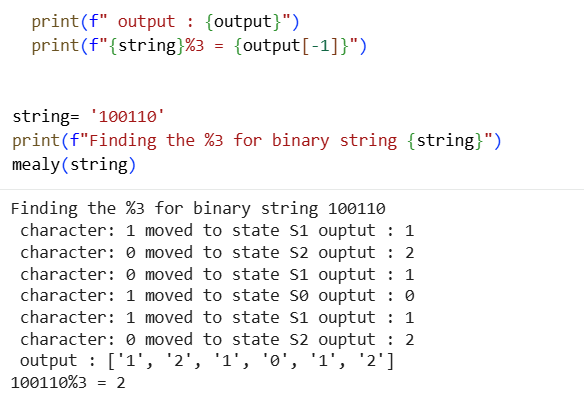 print(f" output : {output}")
print(f"{string}%3 = {output[-1]}")
string= '100110'
print(f"Finding the %3 for binary string {string}")
mealy(string)
Finding the %3 for binary string 100110
character: 1 moved to state S1 ouptut : 1
character: 0 moved to state S2 ouptut : 2
character: 0 moved to state S1 ouptut : 1
character: 1 moved to state S0 ouptut : 0
character: 1 moved to state S1 ouptut : 1
character: 0 moved to state S2 ouptut : 2
output : ['1', '2', '1', '0', '1', '2']
100110%3 = 2